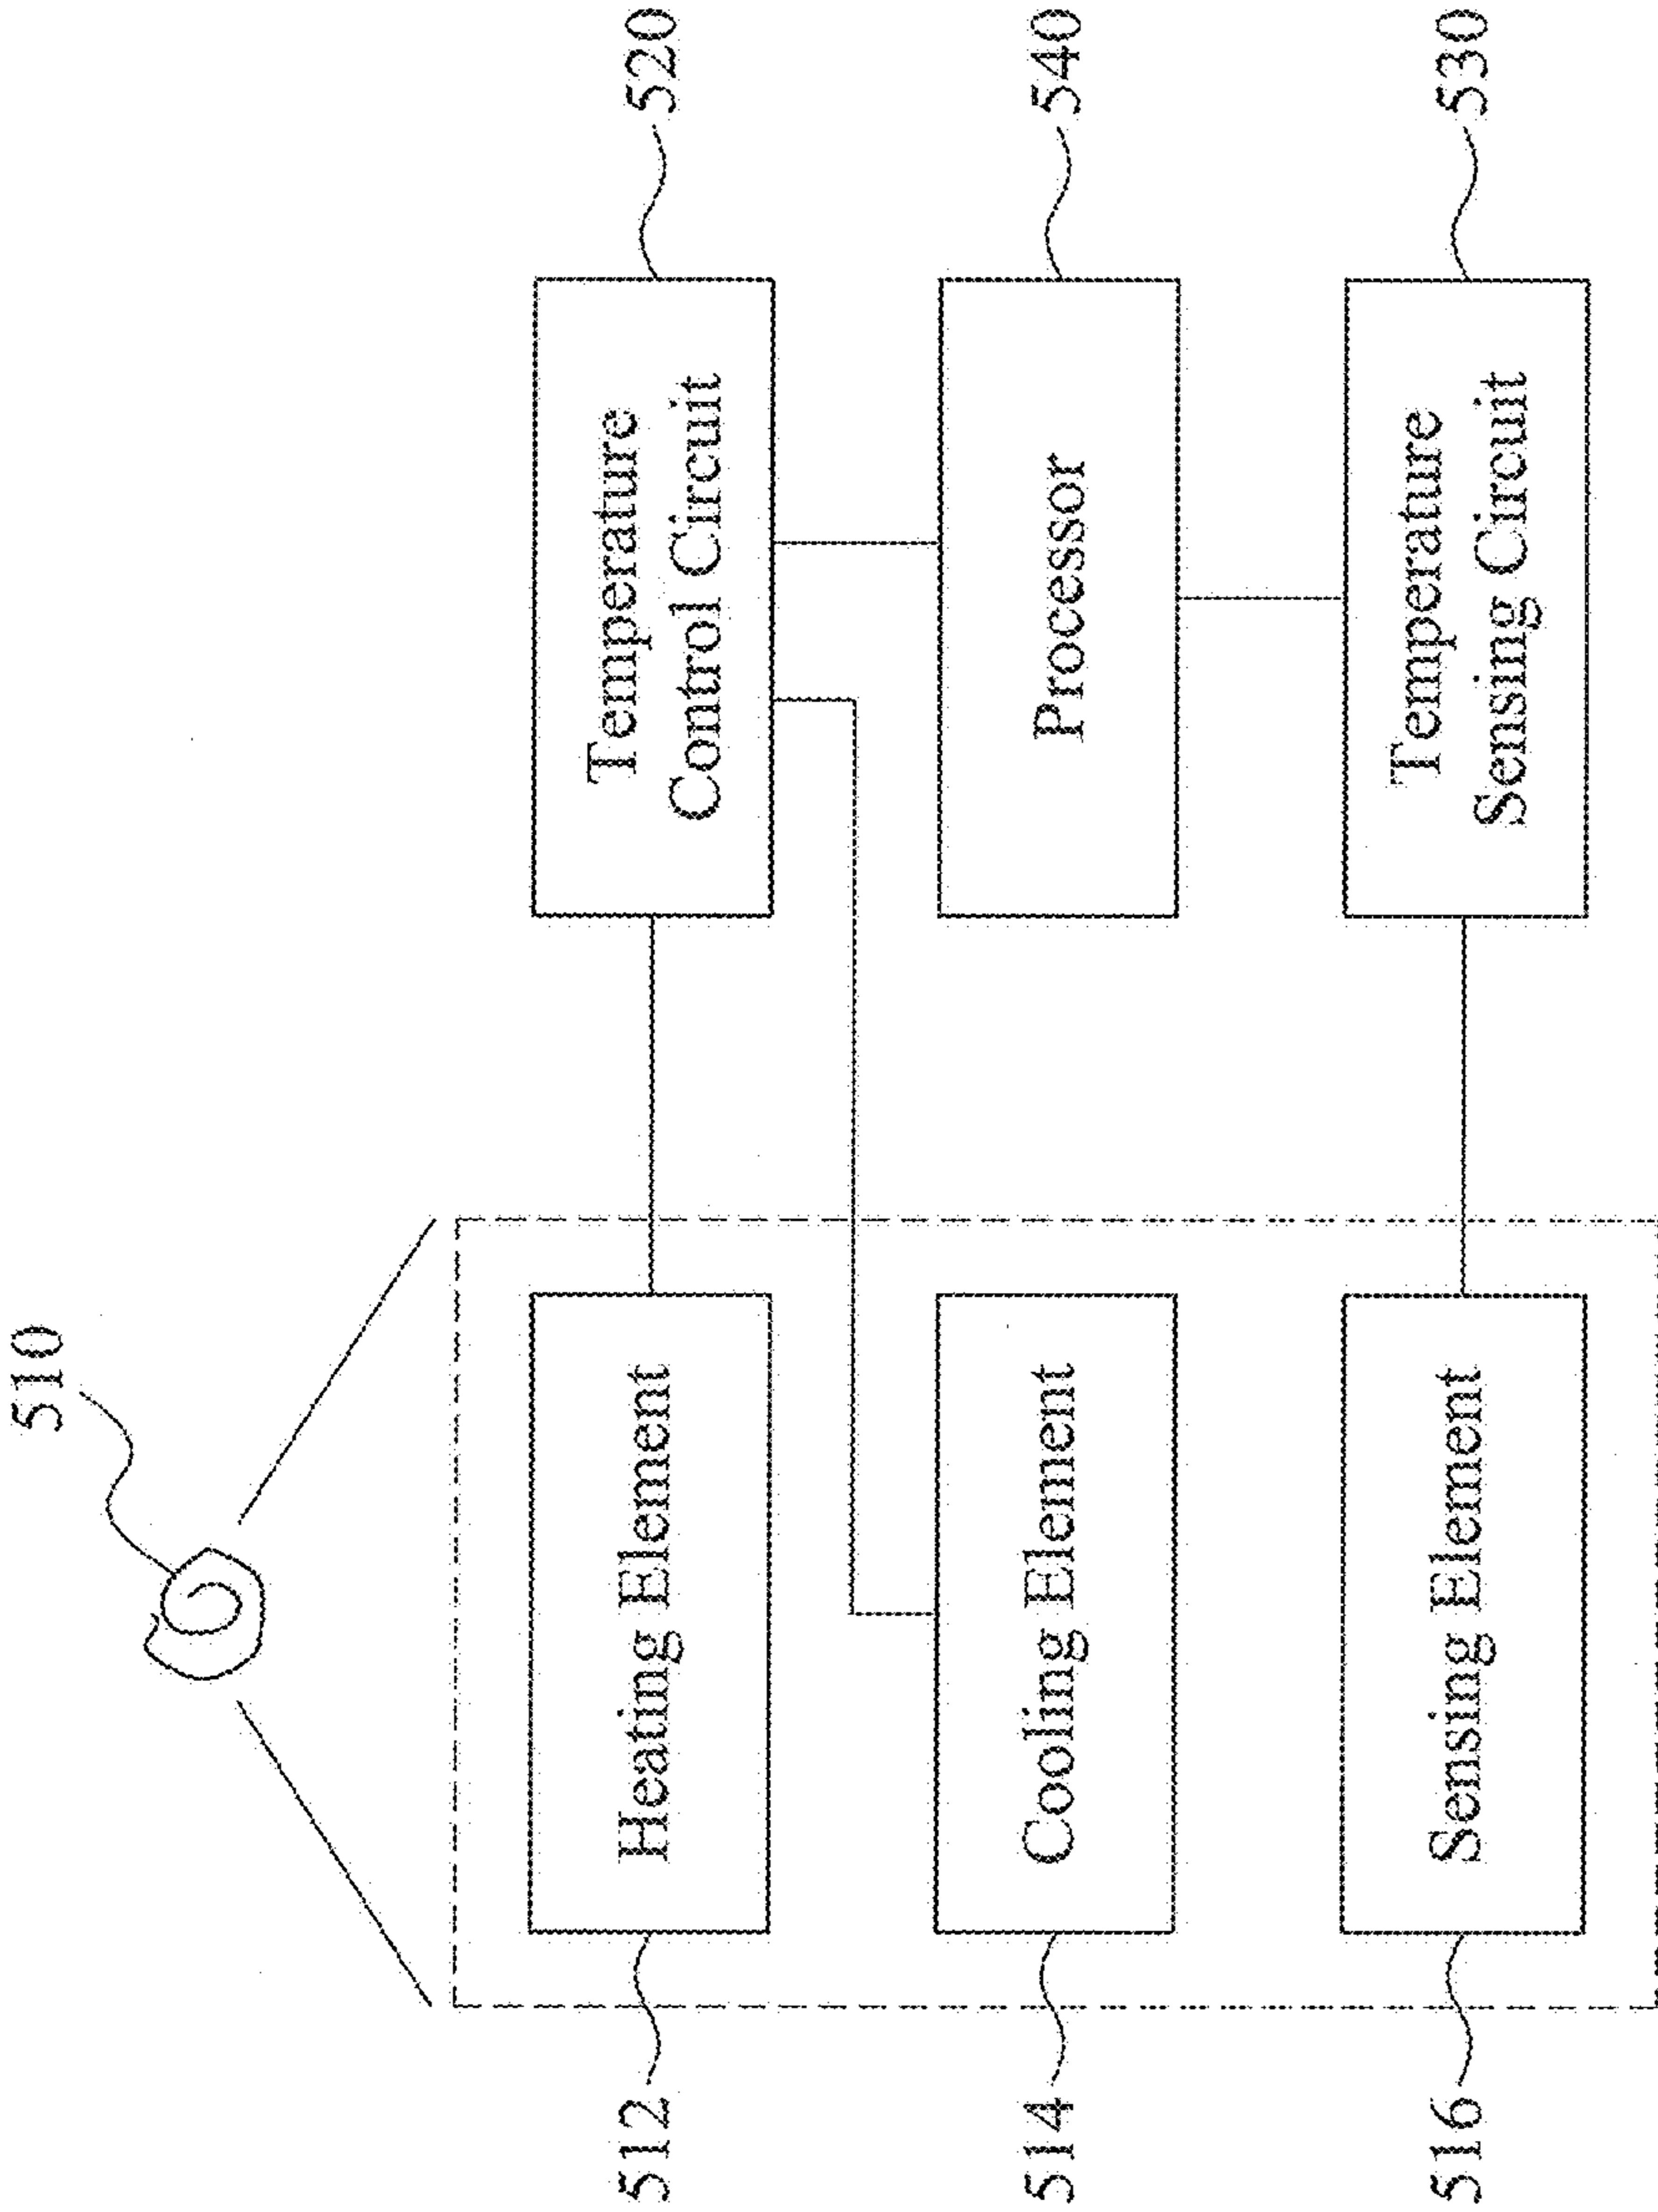 510
512
Heating Element
Temperature
Control Circuit
520
514
Cooling Element
Processor
540
516
Sensing Element
Temperature
Sensing Circuit
530